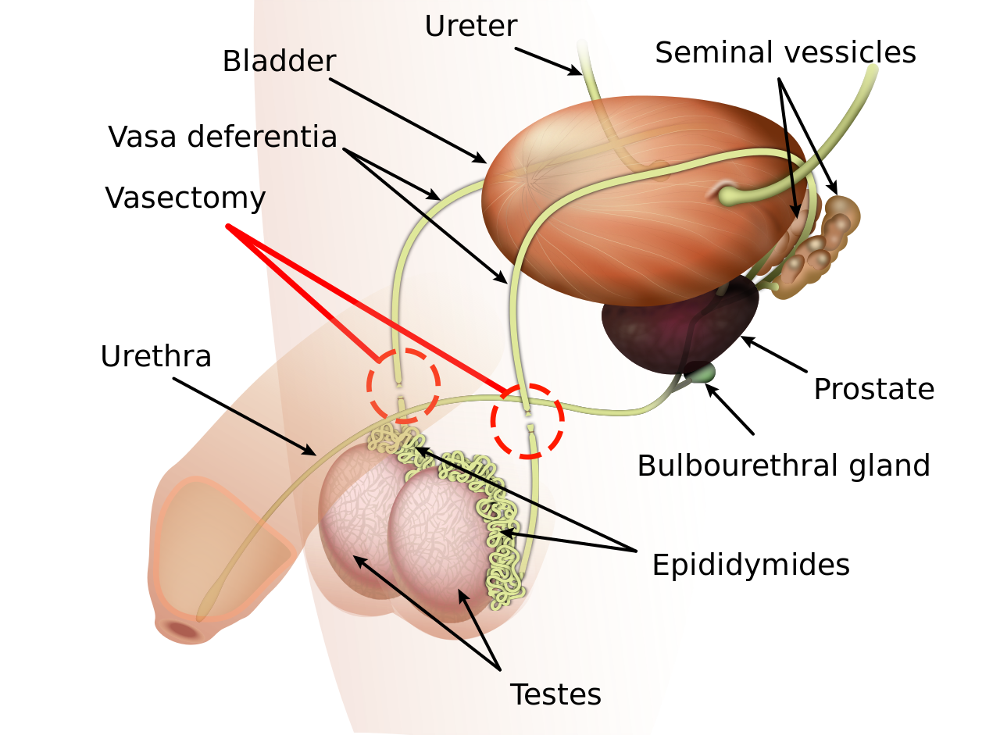 Ureter
Seminal vessicles
Bladder
Vasa deferentia
Vasectomy
Urethra
Prostate
Bulbourethral gland
Epididymides
Testes